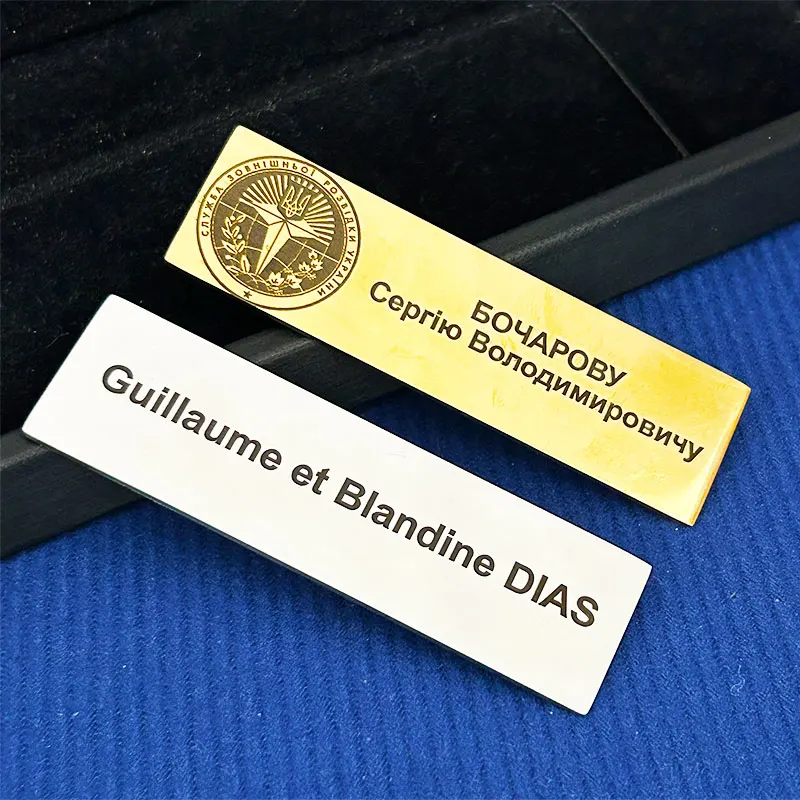 СЛУЖБА ЗОВНІШНЬОЇ РОЗВІДКИ УКРАЇНИ
БОЧАРОВУ
Сергію Володимировичу
Guillaume et Blandine DIAS